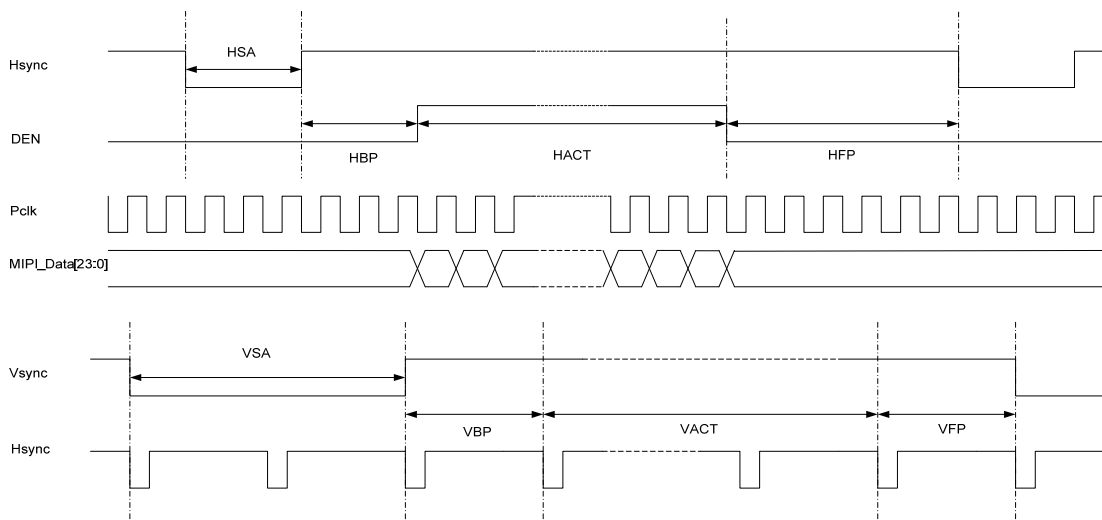 Hsync
HSA
DEN
HBP
HACT
HFP
Pclk
MIPI_Data[23:0]
Vsync
VSA
VBP
VACT
VFP
Hsync